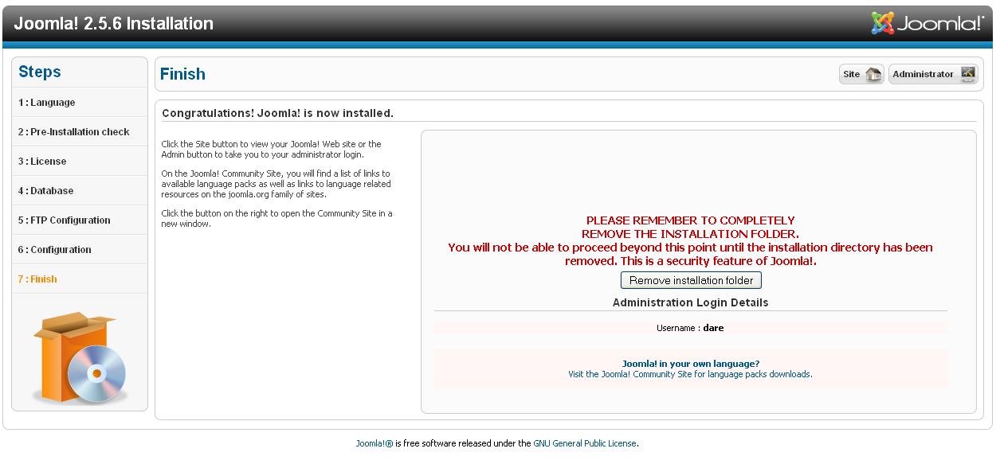 Joomla! 2.5.6 Installation
Joomla!®
Steps
1 : Language
2 : Pre-Installation check
3 : License
4 : Database
5 : FTP Configuration
6 : Configuration
7 : Finish
Finish
Site
Administrator
Congratulations! Joomla! is now installed.
Click the Site button to view your Joomla! Web site or the
Admin button to take you to your administrator login.
On the Joomla! Community Site, you will find a list of links to
available language packs as well as links to language related
resources on the joomla.org family of sites.
Click the button on the right to open the Community Site in a
new window.
PLEASE REMEMBER TO COMPLETELY
REMOVE THE INSTALLATION FOLDER.
You will not be able to proceed beyond this point until the installation directory has been
removed. This is a security feature of Joomla!.
Remove installation folder
Administration Login Details
Username : dare
Joomla! in your own language?
Visit the Joomla! Community Site for language packs downloads.
Joomla!® is free software released under the GNU General Public License.